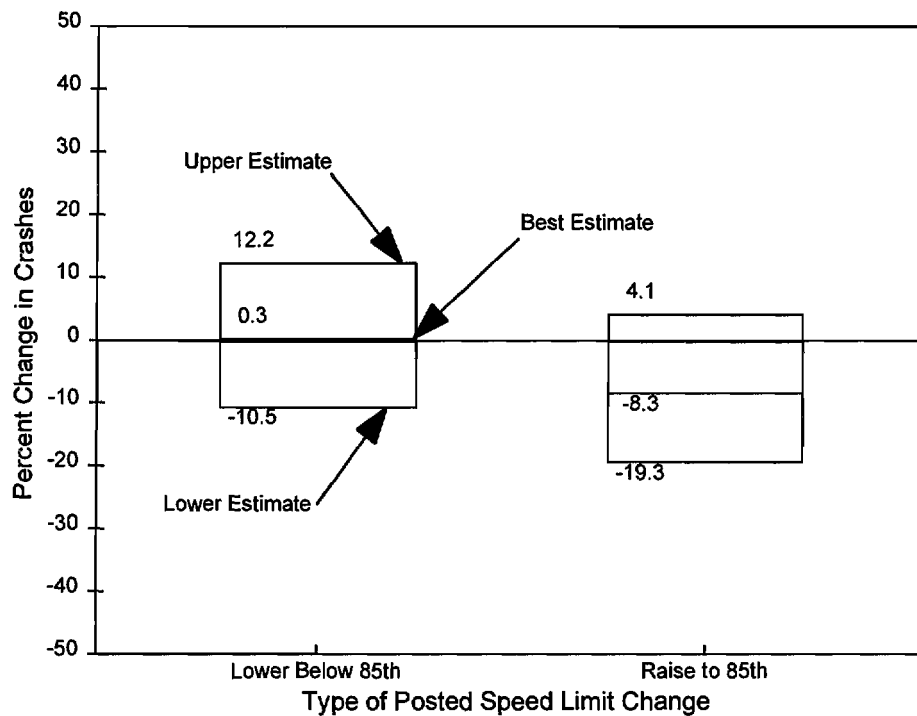 50
40
30
20
10
0
-10
-20
-30
-40
-50
Percent Change in Crashes
Upper Estimate
Best Estimate
Lower Estimate
12.2
0.3
-10.5
4.1
-8.3
-19.3
Lower Below 85th
Raise to 85th
Type of Posted Speed Limit Change